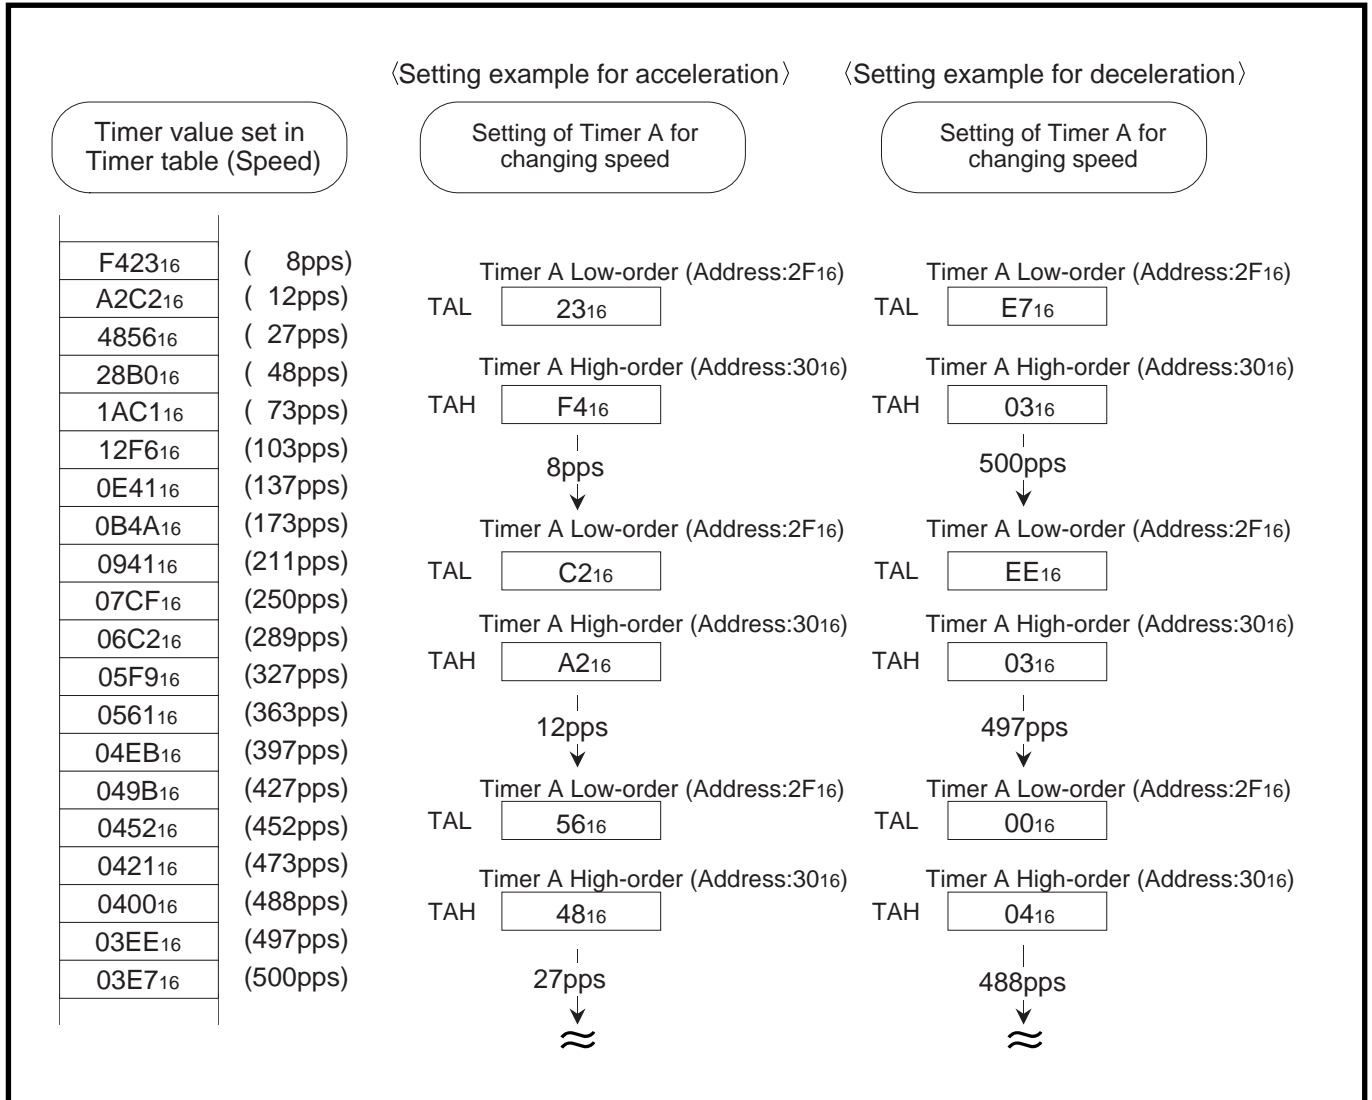 〈Setting example for acceleration〉 〈Setting example for deceleration〉
Timer value set in
Timer table (Speed)
Setting of Timer A for
changing speed
Setting of Timer A for
changing speed
F42316 ( 8pps)
A2C216 ( 12pps)
485616 ( 27pps)
28B016 ( 48pps)
1AC116 ( 73pps)
12F616 (103pps)
0E4116 (137pps)
0B4A16 (173pps)
094116 (211pps)
07CF16 (250pps)
06C216 (289pps)
05F916 (327pps)
056116 (363pps)
04EB16 (397pps)
049B16 (427pps)
045216 (452pps)
042116 (473pps)
040016 (488pps)
03EE16 (497pps)
03E716 (500pps)
Timer A Low-order (Address:2F16)
TAL 2316
Timer A High-order (Address:3016)
TAH F416
8pps
Timer A Low-order (Address:2F16)
TAL C216
Timer A High-order (Address:3016)
TAH A216
12pps
Timer A Low-order (Address:2F16)
TAL 5616
Timer A High-order (Address:3016)
TAH 4816
27pps
≈
Timer A Low-order (Address:2F16)
TAL E716
Timer A High-order (Address:3016)
TAH 0316
500pps
Timer A Low-order (Address:2F16)
TAL EE16
Timer A High-order (Address:3016)
TAH 0316
497pps
Timer A Low-order (Address:2F16)
TAL 0016
Timer A High-order (Address:3016)
TAH 0416
488pps
≈